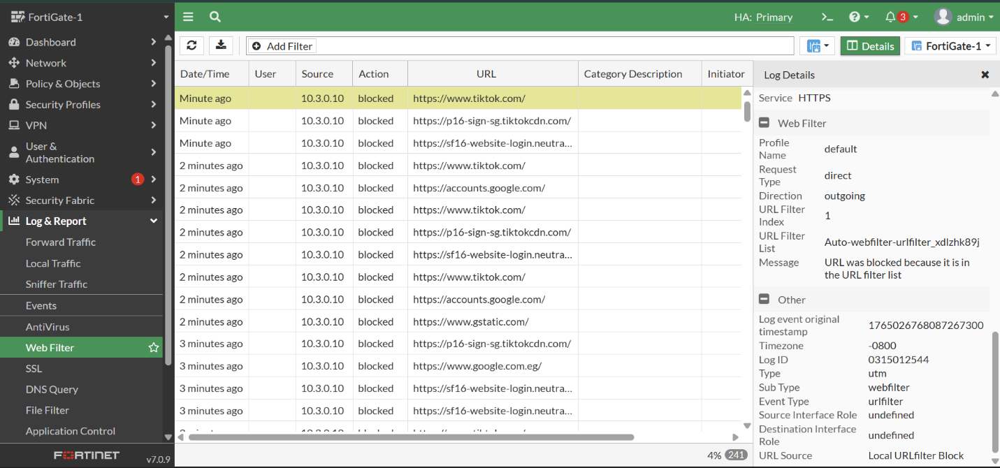 FortiGate-1
HA: Primary
>_
3
admin
Dashboard
Network
Policy & Objects
Security Profiles
VPN
User &
Authentication
System 1
Security Fabric
Log & Report
Forward Traffic
Local Traffic
Sniffer Traffic
Events
AntiVirus
Web Filter
SSL
DNS Query
File Filter
Application Control
FORTINET
v7.0.9
Add Filter
Details
FortiGate-1
Date/Time User Source Action URL Category Description Initiator
Minute ago 10.3.0.10 blocked https://www.tiktok.com/
Minute ago 10.3.0.10 blocked https://p16-sign-sg.tiktokcdn.com/
Minute ago 10.3.0.10 blocked https://sf16-website-login.neutra...
2 minutes ago 10.3.0.10 blocked https://www.tiktok.com/
2 minutes ago 10.3.0.10 blocked https://accounts.google.com/
2 minutes ago 10.3.0.10 blocked https://www.tiktok.com/
2 minutes ago 10.3.0.10 blocked https://p16-sign-sg.tiktokcdn.com/
2 minutes ago 10.3.0.10 blocked https://sf16-website-login.neutra...
2 minutes ago 10.3.0.10 blocked https://www.tiktok.com/
2 minutes ago 10.3.0.10 blocked https://accounts.google.com/
2 minutes ago 10.3.0.10 blocked https://www.gstatic.com/
3 minutes ago 10.3.0.10 blocked https://p16-sign-sg.tiktokcdn.com/
3 minutes ago 10.3.0.10 blocked https://www.google.com.eg/
3 minutes ago 10.3.0.10 blocked https://sf16-website-login.neutra...
3 minutes ago 10.3.0.10 blocked https://sf16-website-login.neutra...
4% 241
Log Details
Service HTTPS
Web Filter
Profile
Name default
Request
Type direct
Direction outgoing
URL Filter
Index 1
URL Filter
List Auto-webfilter-urlfilter_xdlzhk89j
Message URL was blocked because it is in
the URL filter list
Other
Log event original
timestamp 1765026768087267300
Timezone -0800
Log ID 0315012544
Type utm
Sub Type webfilter
Event Type urlfilter
Source Interface Role undefined
Destination Interface
Role undefined
URL Source Local URLfilter Block